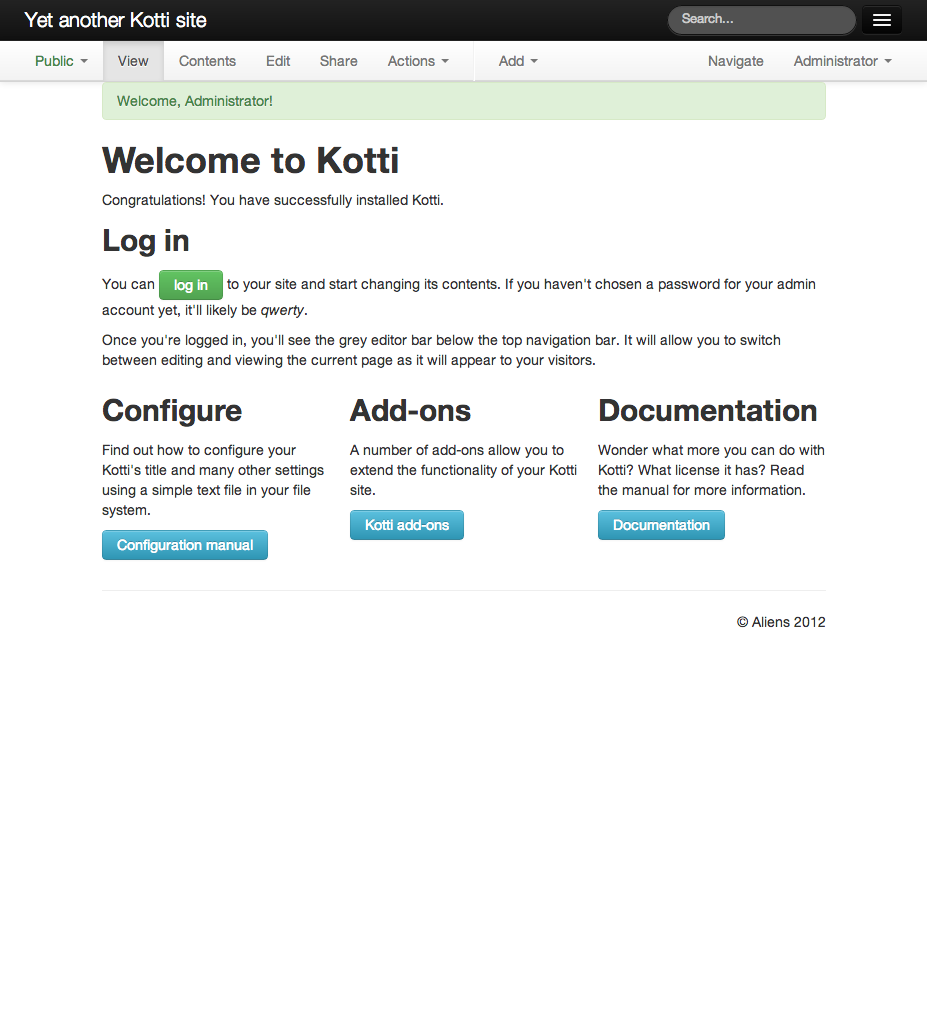 Yet another Kotti site
Search...
Public View Contents Edit Share Actions Add Navigate Administrator
Welcome, Administrator!
Welcome to Kotti
Congratulations! You have successfully installed Kotti.
Log in
You can log in to your site and start changing its contents. If you haven't chosen a password for your admin
account yet, it'll likely be qwerty.
Once you're logged in, you'll see the grey editor bar below the top navigation bar. It will allow you to switch
between editing and viewing the current page as it will appear to your visitors.
Configure
Find out how to configure your
Kotti's title and many other settings
using a simple text file in your file
system.
Configuration manual
Add-ons
A number of add-ons allow you to
extend the functionality of your Kotti
site.
Kotti add-ons
Documentation
Wonder what more you can do with
Kotti? What license it has? Read
the manual for more information.
Documentation
© Aliens 2012